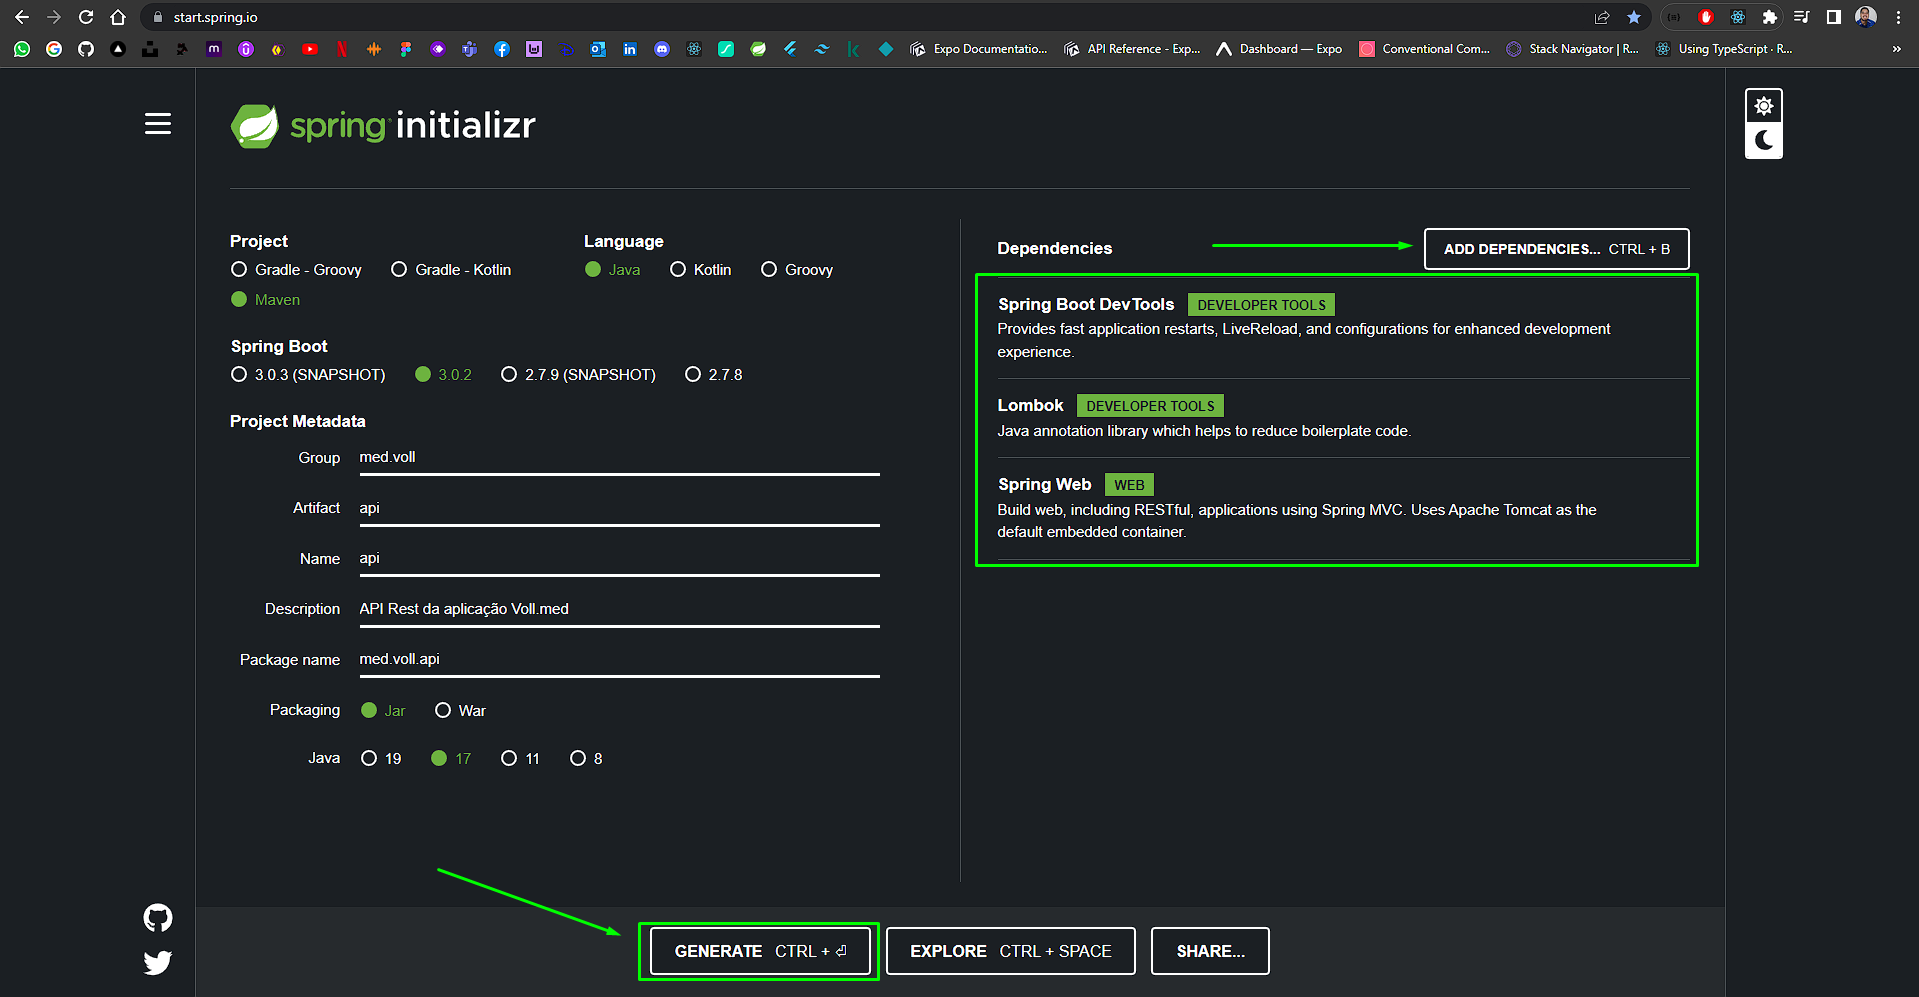 start.spring.io
Expo Documentatio...
API Reference - Exp...
Dashboard — Expo
Conventional Com...
Stack Navigator | R...
Using TypeScript · R...
spring initializr
Project
Gradle - Groovy
Gradle - Kotlin
Maven
Language
Java
Kotlin
Groovy
Spring Boot
3.0.3 (SNAPSHOT)
3.0.2
2.7.9 (SNAPSHOT)
2.7.8
Project Metadata
Group med.voll
Artifact api
Name api
Description API Rest da aplicação Voll.med
Package name med.voll.api
Packaging Jar War
Java 19 17 11 8
Dependencies
ADD DEPENDENCIES... CTRL + B
Spring Boot DevTools DEVELOPER TOOLS
Provides fast application restarts, LiveReload, and configurations for enhanced development
experience.
Lombok DEVELOPER TOOLS
Java annotation library which helps to reduce boilerplate code.
Spring Web WEB
Build web, including RESTful, applications using Spring MVC. Uses Apache Tomcat as the
default embedded container.
GENERATE CTRL + ⏎
EXPLORE CTRL + SPACE
SHARE...